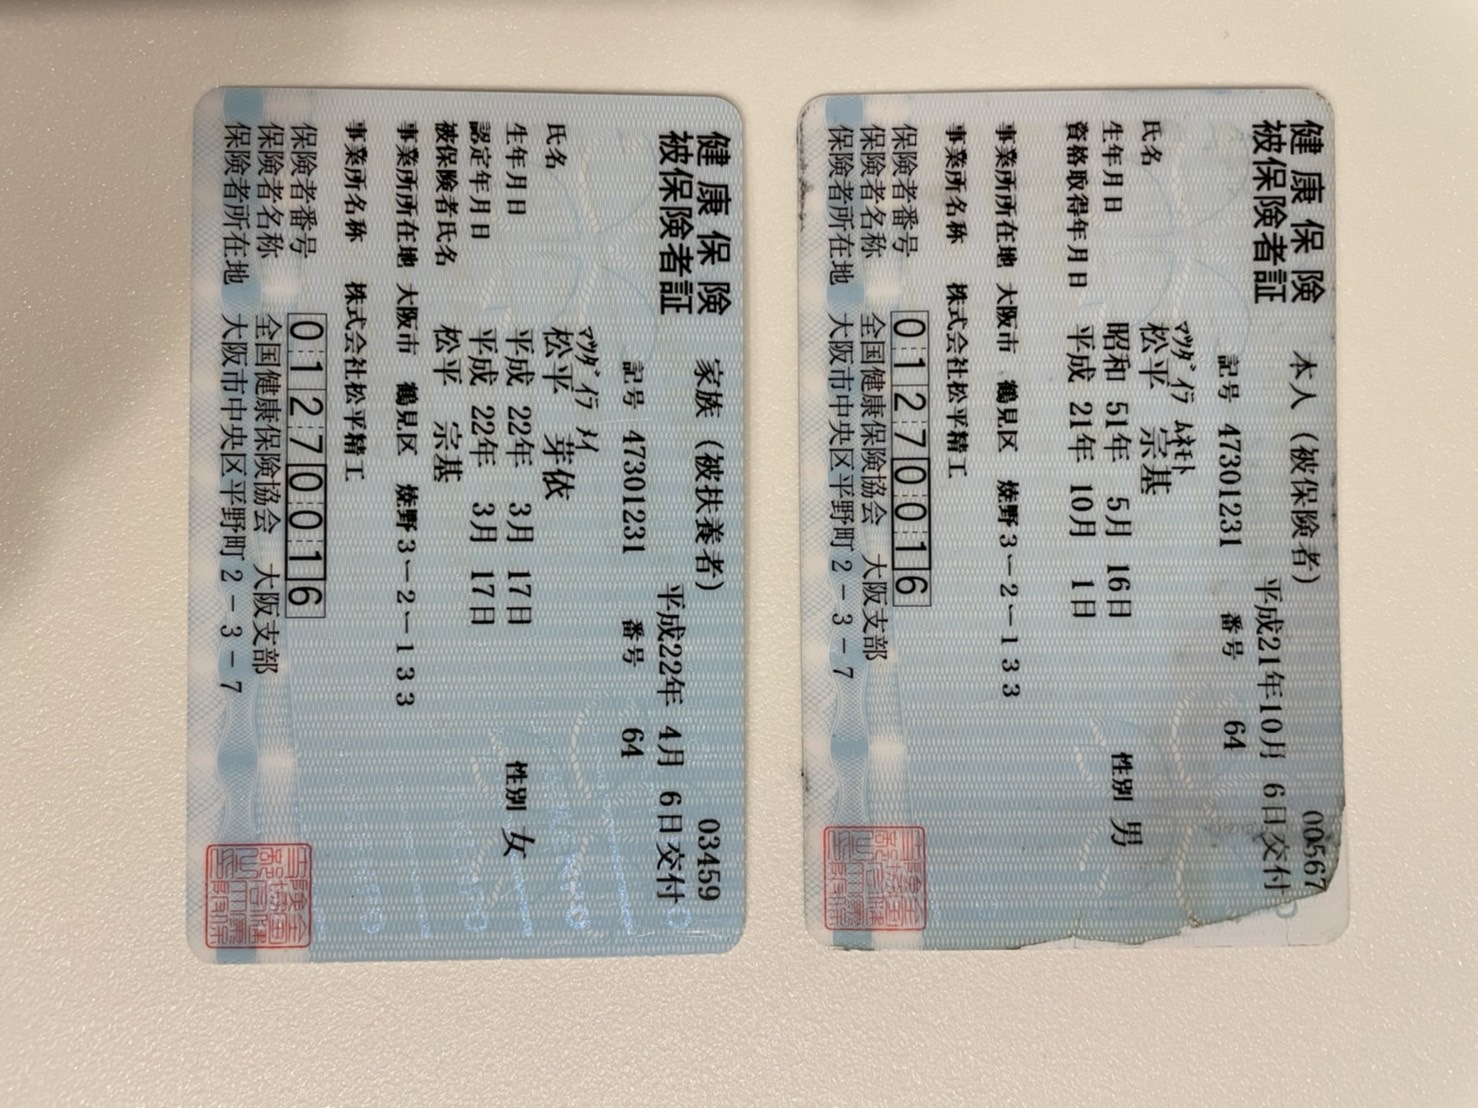 健康保険 本人（被保険者） 00567
被保険者証 平成21年10月 6日交付
記号 47301231 番号 64
ﾏﾂﾀﾞｲﾗ ﾑﾈﾓﾄ
氏名 松平 宗基
生年月日 昭和 51年 5月 16日 性別 男
資格取得年月日 平成 21年 10月 1日
事業所所在地 大阪市 鶴見区 焼野３ー２ー１３３
事業所名称 株式会社松平精工
保険者番号 01270016
保険者名称 全国健康保険協会 大阪支部
保険者所在地 大阪市中央区平野町２－３－７
健康保険 家族（被扶養者） 03459
被保険者証 平成22年 4月 6日交付
記号 47301231 番号 64
ﾏﾂﾀﾞｲﾗ ﾒｲ
氏名 松平 芽依
生年月日 平成 22年 3月 17日 性別 女
認定年月日 平成 22年 3月 17日
被保険者氏名 松平 宗基
事業所所在地 大阪市 鶴見区 焼野３ー２ー１３３
事業所名称 株式会社松平精工
保険者番号 01270016
保険者名称 全国健康保険協会 大阪支部
保険者所在地 大阪市中央区平野町２－３－７